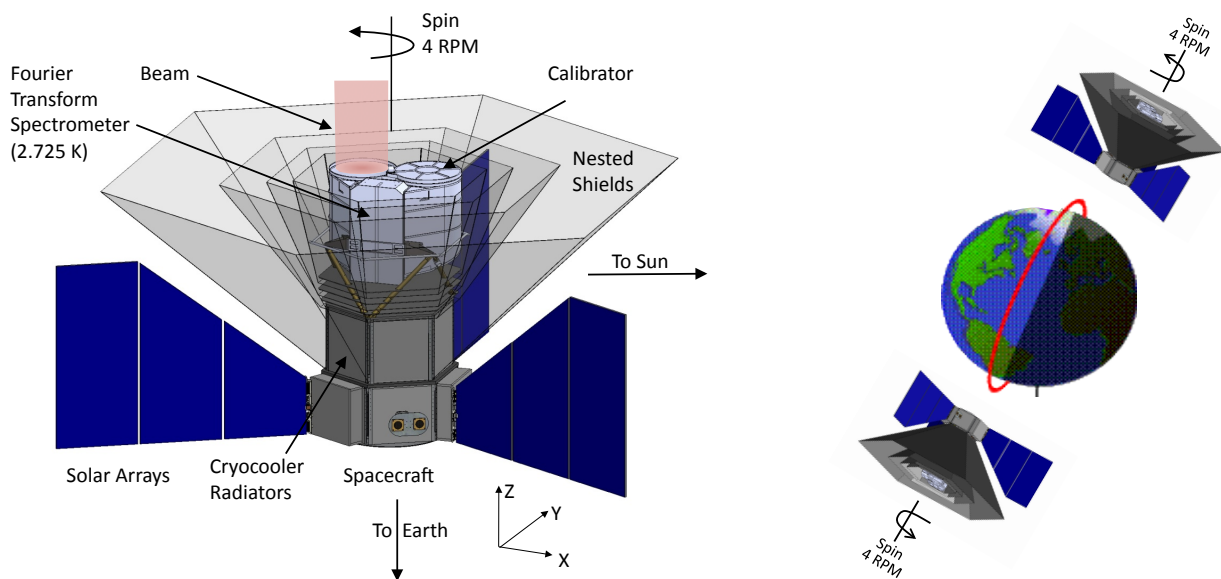 Spin
4 RPM
Fourier
Transform
Spectrometer
(2.725 K)
Beam
Calibrator
Nested
Shields
To Sun
Solar Arrays
Cryocooler
Radiators
Spacecraft
To Earth
Z
Y
X
Spin
4 RPM
Spin
4 RPM